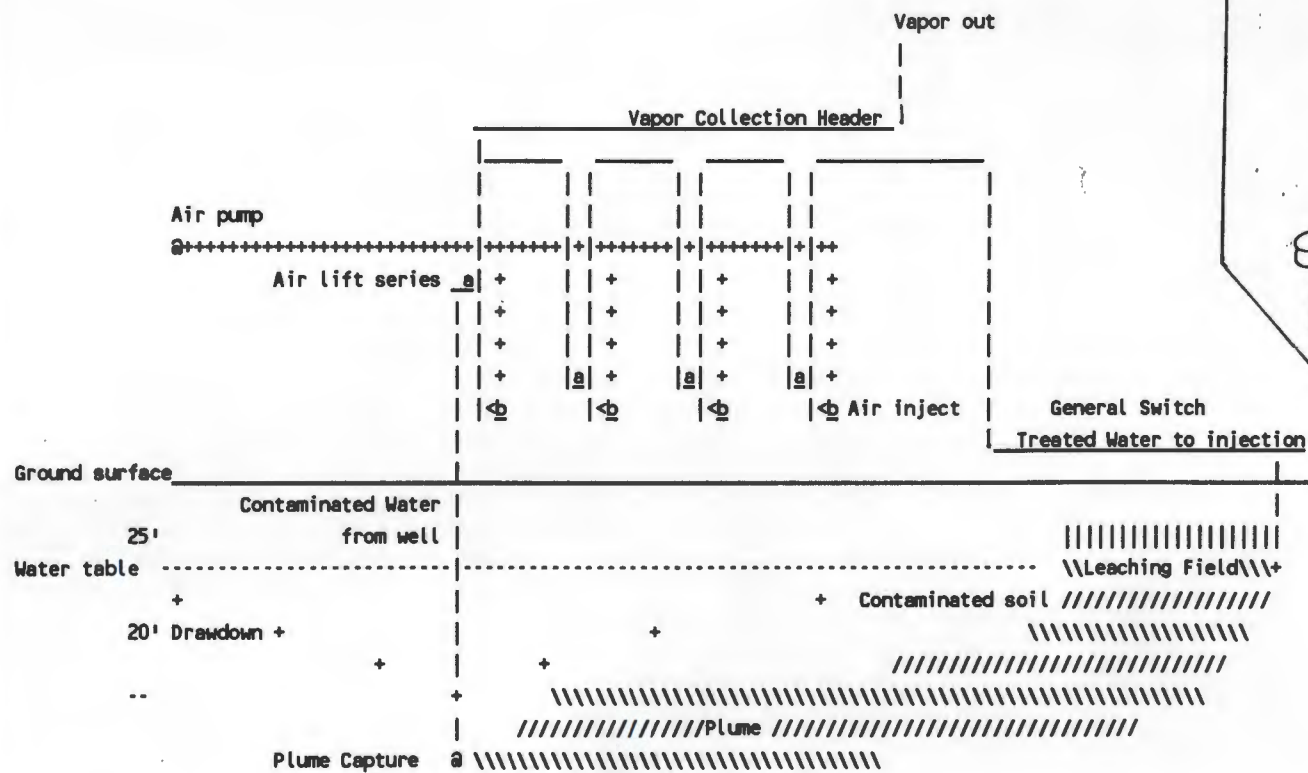 Vapor out
Vapor Collection Header
Air pump
a+++++++++++++++++++++++++|+++++++|+|+++++++|+|+++++++|+|++
Air lift series a| +
|a| + |a| + |a| +
|<b |<b |<b |<b Air inject General Switch
Treated Water to injection
Ground surface
Contaminated Water
25' from well
Water table \\Leaching Field\\\+
+ + Contaminated soil ///////////////////
20' Drawdown + +
+ +
-- +
/////////////////Plume /////////////////////////////////
Plume Capture a